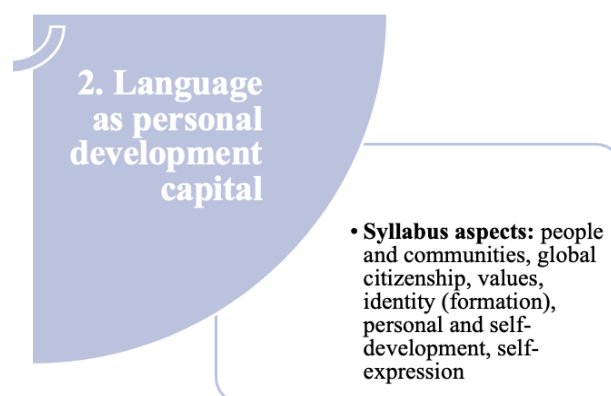 2. Language
as personal
development
capital
• Syllabus aspects: people
and communities, global
citizenship, values,
identity (formation),
personal and self-
development, self-
expression